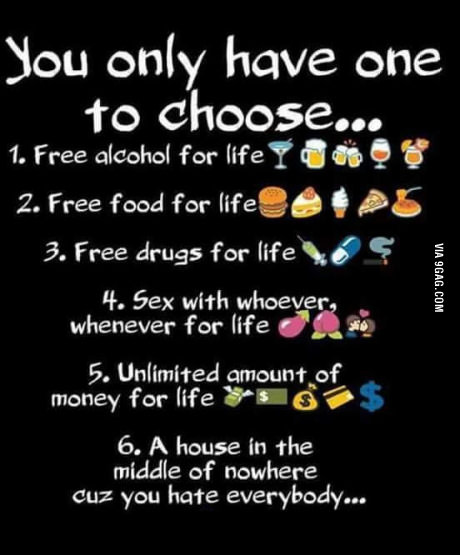 You only have one
to choose...
1. Free alcohol for life
2. Free food for life
3. Free drugs for life
4. Sex with whoever,
whenever for life
5. Unlimited amount of
money for life
6. A house in the
middle of nowhere
cuz you hate everybody...
VIA 9GAG.COM